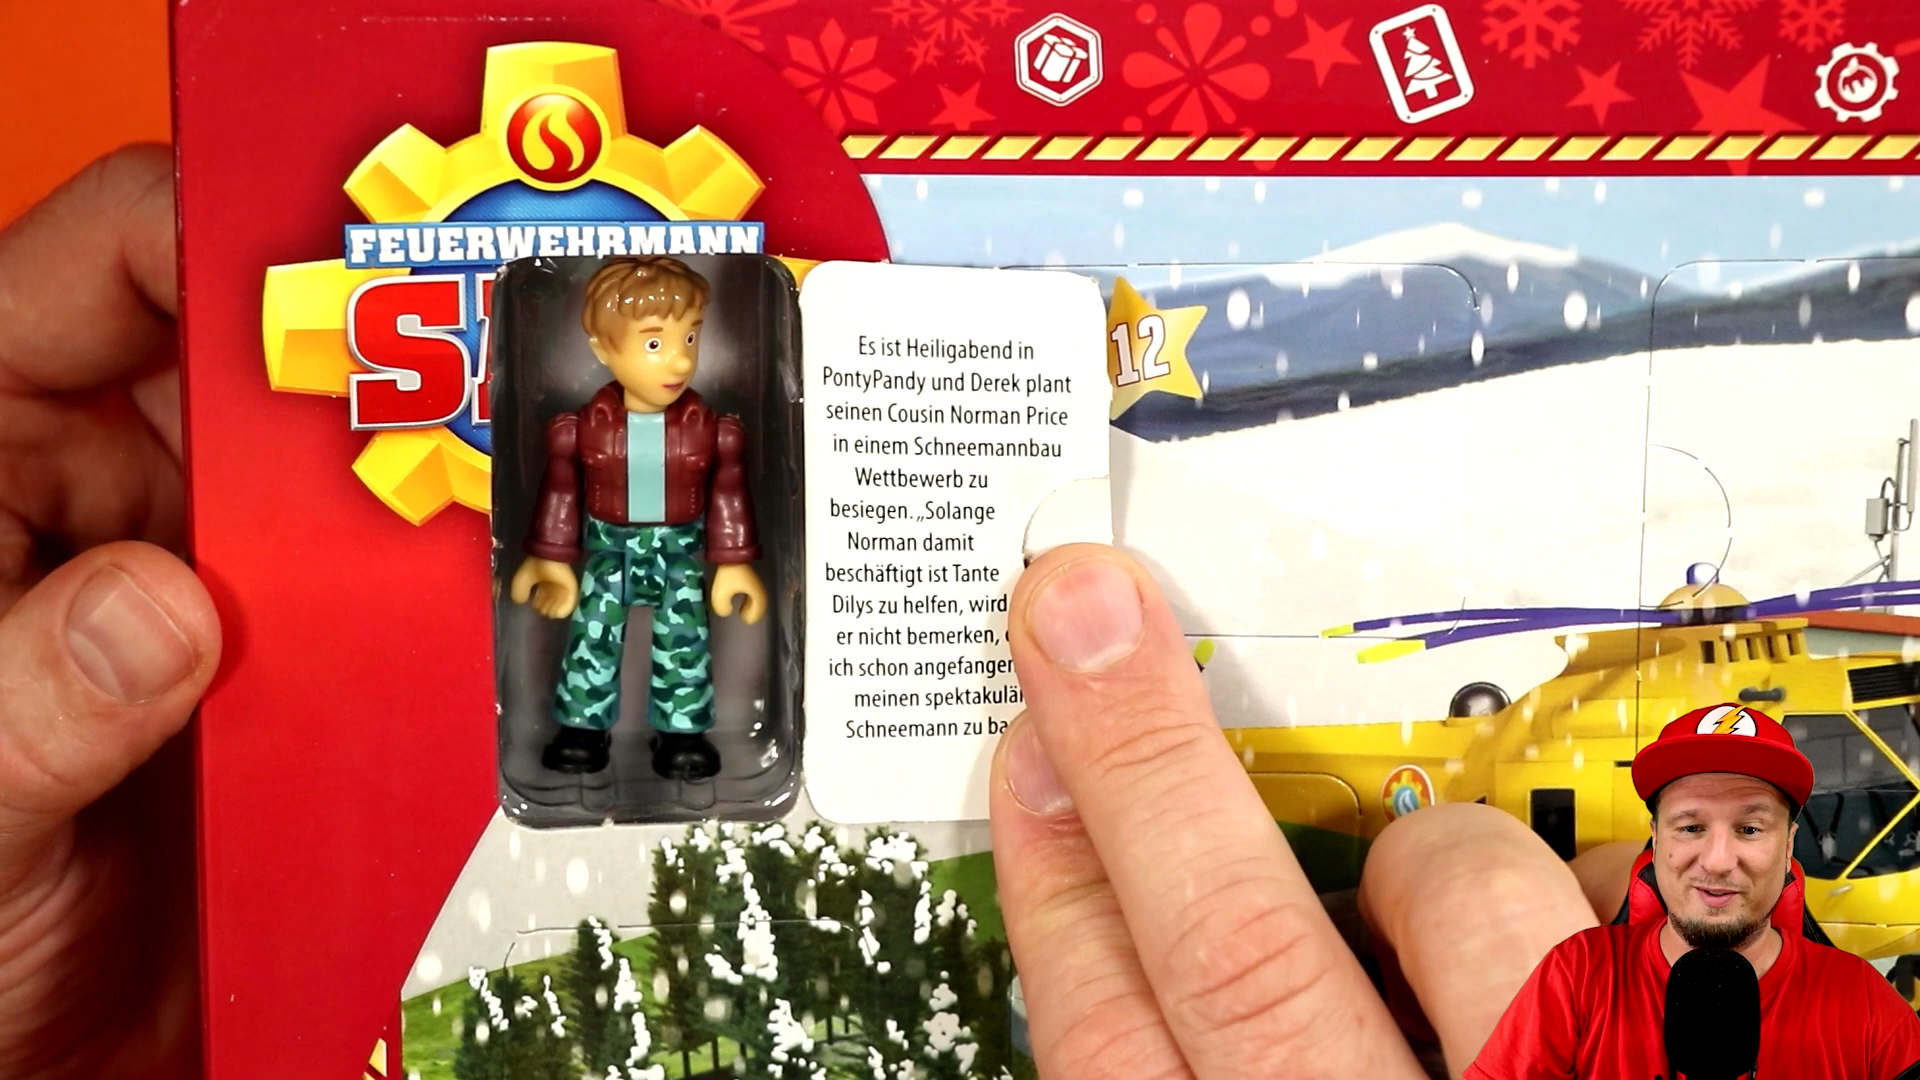 FEUERWEHRMANN
Es ist Heiligabend in
PontyPandy und Derek plant
seinen Cousin Norman Price
in einem Schneemannbau
Wettbewerb zu
besiegen. „Solange
Norman damit
beschäftigt ist Tante
Dilys zu helfen, wird
er nicht bemerken,
ich schon angefangen
meinen
Schneemann zu
12